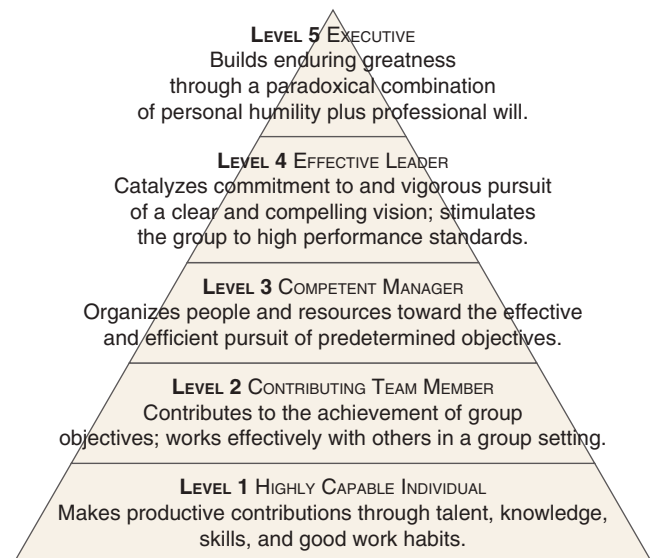 Level 5 Executive
Builds enduring greatness
through a paradoxical combination
of personal humility plus professional will.
Level 4 Effective Leader
Catalyzes commitment to and vigorous pursuit
of a clear and compelling vision; stimulates
the group to high performance standards.
Level 3 Competent Manager
Organizes people and resources toward the effective
and efficient pursuit of predetermined objectives.
Level 2 Contributing Team Member
Contributes to the achievement of group
objectives; works effectively with others in a group setting.
Level 1 Highly Capable Individual
Makes productive contributions through talent, knowledge,
skills, and good work habits.